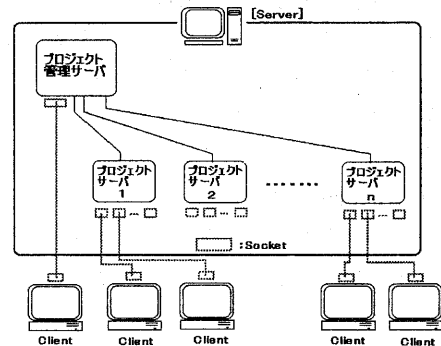 [Server]
プロジェクト
管理サーバ
プロジェクト
サーバ
1
プロジェクト
サーバ
2
プロジェクト
サーバ
n
:Socket
Client
Client
Client
Client
Client